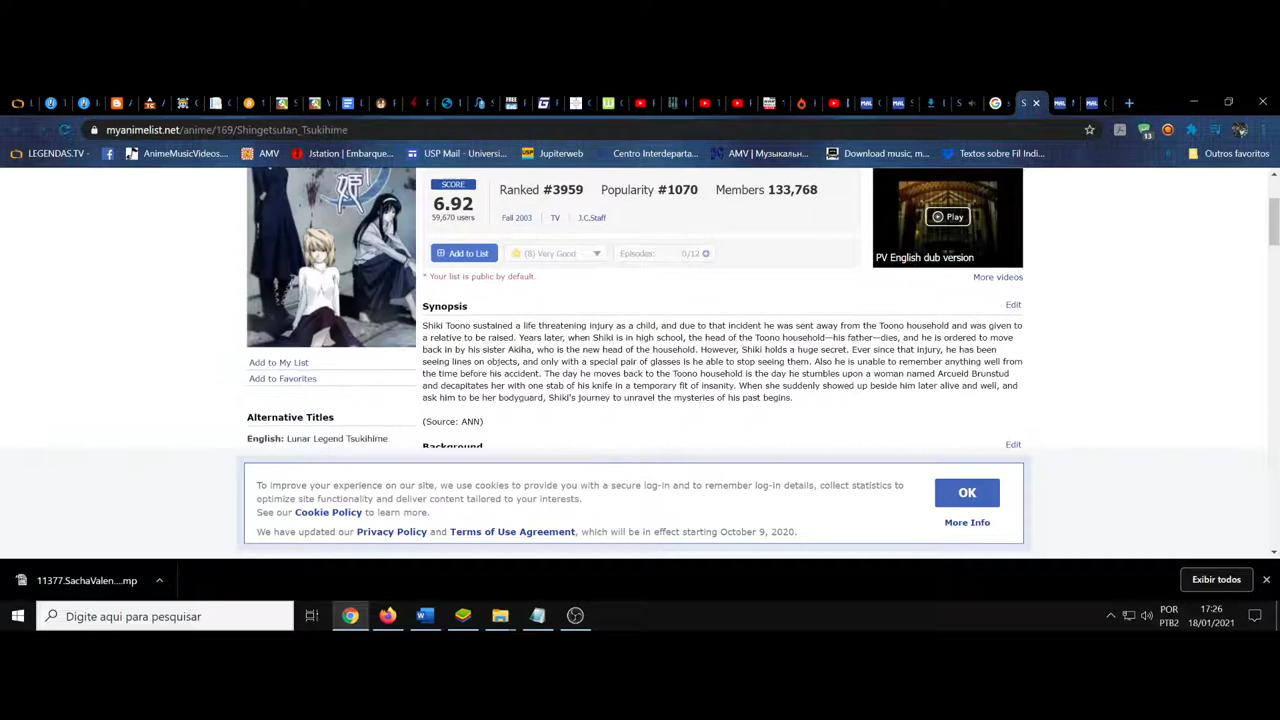 myanimelist.net/anime/169/Shingetsutan_Tsukihime
LEGENDAS.TV - AnimeMusicVideos... AMV Jstation | Embarque... USP Mail - Universi... Jupiterweb Centro Interdeparta... AMV | Музыкальн... Download music, m... Textos sobre Fil Indi... Outros favoritos
姫
SCORE
6.92
59,670 users
Ranked #3959 Popularity #1070 Members 133,768
Fall 2003 TV J.C.Staff
Add to List (8) Very Good Episodes: 0/12
* Your list is public by default.
Play
PV English dub version
More videos
Synopsis Edit
Shiki Toono sustained a life threatening injury as a child, and due to that incident he was sent away from the Toono household and was given to
a relative to be raised. Years later, when Shiki is in high school, the head of the Toono household—his father—dies, and he is ordered to move
back in by his sister Akiha, who is the new head of the household. However, Shiki holds a huge secret. Ever since that injury, he has been
seeing lines on objects, and only with a special pair of glasses is he able to stop seeing them. Also he is unable to remember anything well from
the time before his accident. The day he moves back to the Toono household is the day he stumbles upon a woman named Arcueid Brunstud
and decapitates her with one stab of his knife in a temporary fit of insanity. When she suddenly showed up beside him later alive and well, and
ask him to be her bodyguard, Shiki's journey to unravel the mysteries of his past begins.
(Source: ANN)
Background Edit
Add to My List
Add to Favorites
Alternative Titles
English: Lunar Legend Tsukihime
To improve your experience on our site, we use cookies to provide you with a secure log-in and to remember log-in details, collect statistics to
optimize site functionality and deliver content tailored to your interests.
See our Cookie Policy to learn more.
We have updated our Privacy Policy and Terms of Use Agreement, which will be in effect starting October 9, 2020.
OK
More Info
11377.SachaValen....mp
Exibir todos
Digite aqui para pesquisar
POR
PTB2
17:26
18/01/2021